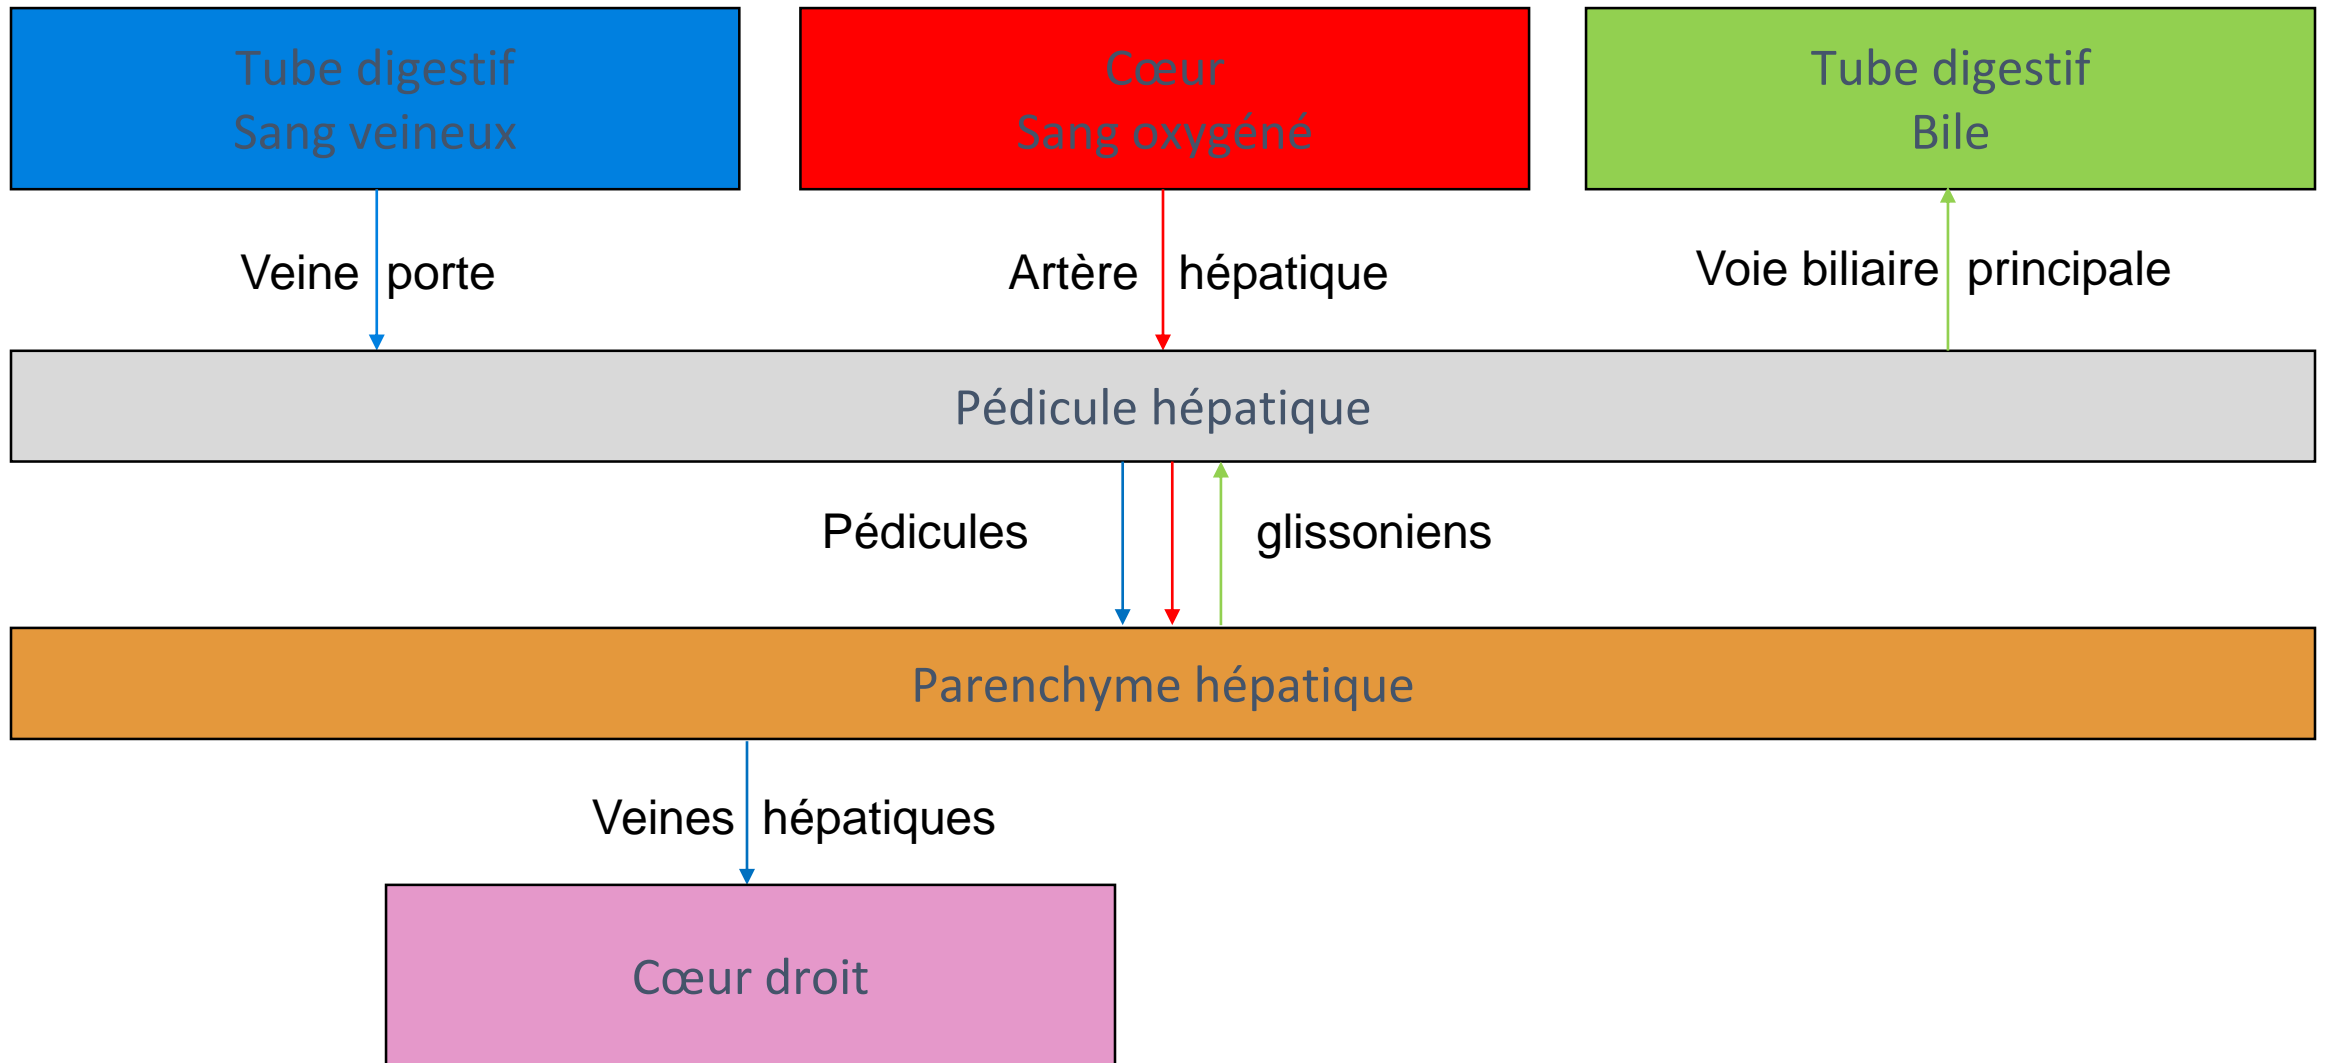 Tube digestif
Sang veineux
Cœur
Sang oxygéné
Tube digestif
Bile
Veine porte
Artère hépatique
Voie biliaire principale
Pédicule hépatique
Pédicules glissoniens
Parenchyme hépatique
Veines hépatiques
Cœur droit